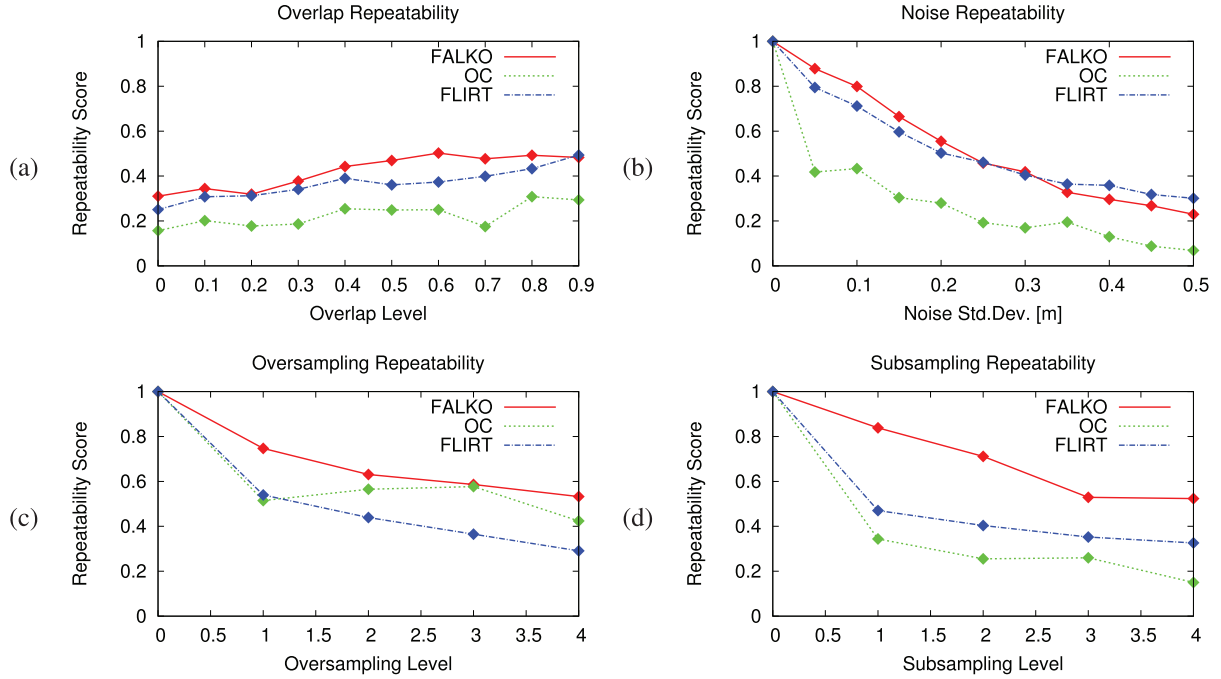 Overlap Repeatability
1
0.8
0.6
0.4
0.2
0
Repeatability Score
FALKO
OC
FLIRT
0 0.1 0.2 0.3 0.4 0.5 0.6 0.7 0.8 0.9
Overlap Level
(a)
Noise Repeatability
1
0.8
0.6
0.4
0.2
0
Repeatability Score
FALKO
OC
FLIRT
0 0.1 0.2 0.3 0.4 0.5
Noise Std.Dev. [m]
(b)
Oversampling Repeatability
1
0.8
0.6
0.4
0.2
0
Repeatability Score
FALKO
OC
FLIRT
0 0.5 1 1.5 2 2.5 3 3.5 4
Oversampling Level
(c)
Subsampling Repeatability
1
0.8
0.6
0.4
0.2
0
Repeatability Score
FALKO
OC
FLIRT
0 0.5 1 1.5 2 2.5 3 3.5 4
Subsampling Level
(d)